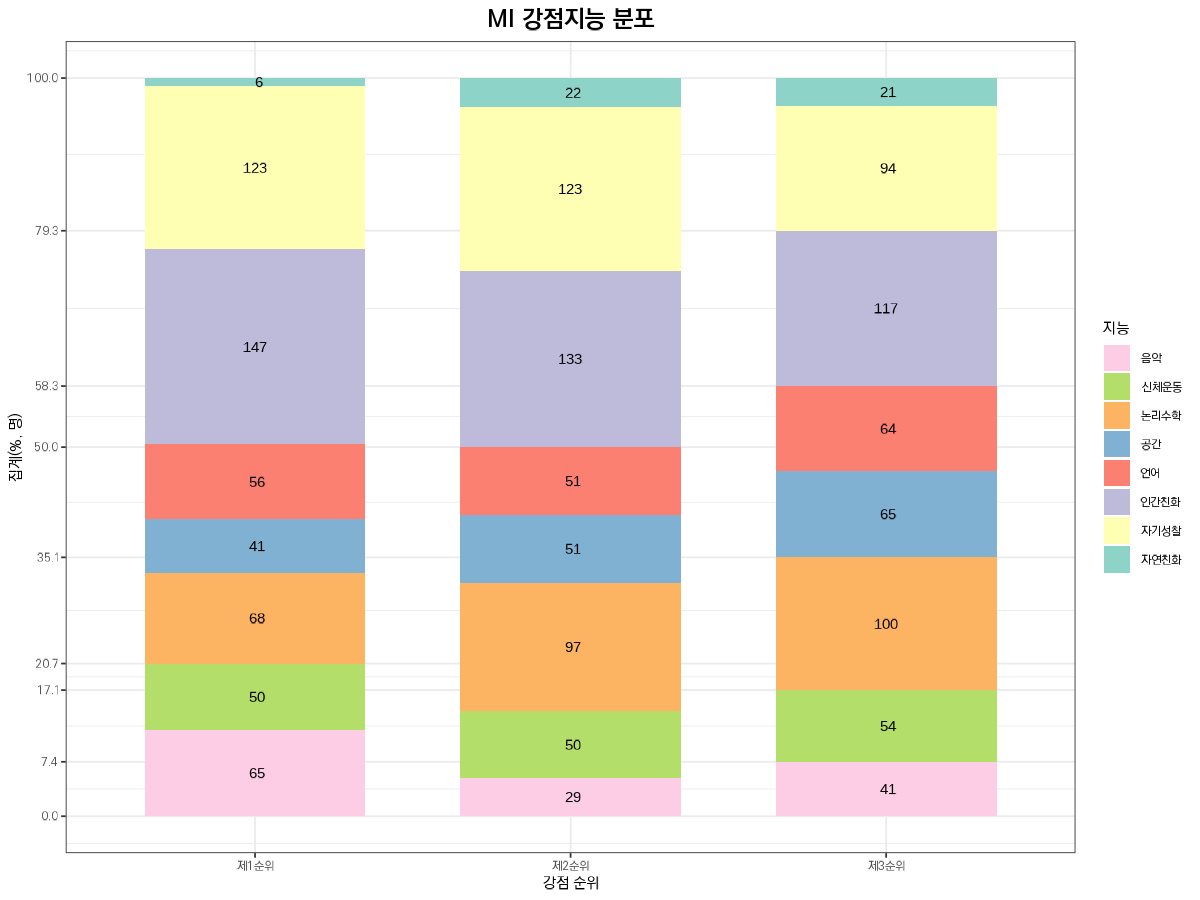 MI 강점지능 분포
집계(%, 명)
100.0
79.3
58.3
50.0
35.1
20.7
17.1
7.4
0.0
6
123
147
56
41
68
50
65
22
123
133
51
51
97
50
29
21
94
117
64
65
100
54
41
제1순위
제2순위
제3순위
강점 순위
지능
음악
신체운동
논리수학
공간
언어
인간친화
자기성찰
자연친화